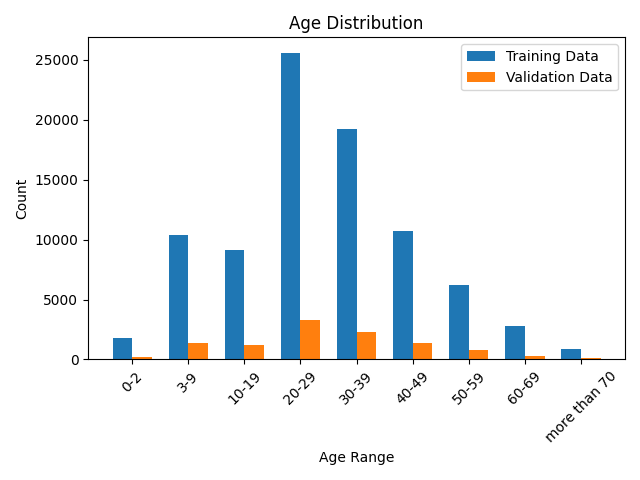 Age Distribution
Training Data
Validation Data
Count
25000
20000
15000
10000
5000
0
0-2
3-9
10-19
20-29
30-39
40-49
50-59
60-69
more than 70
Age Range